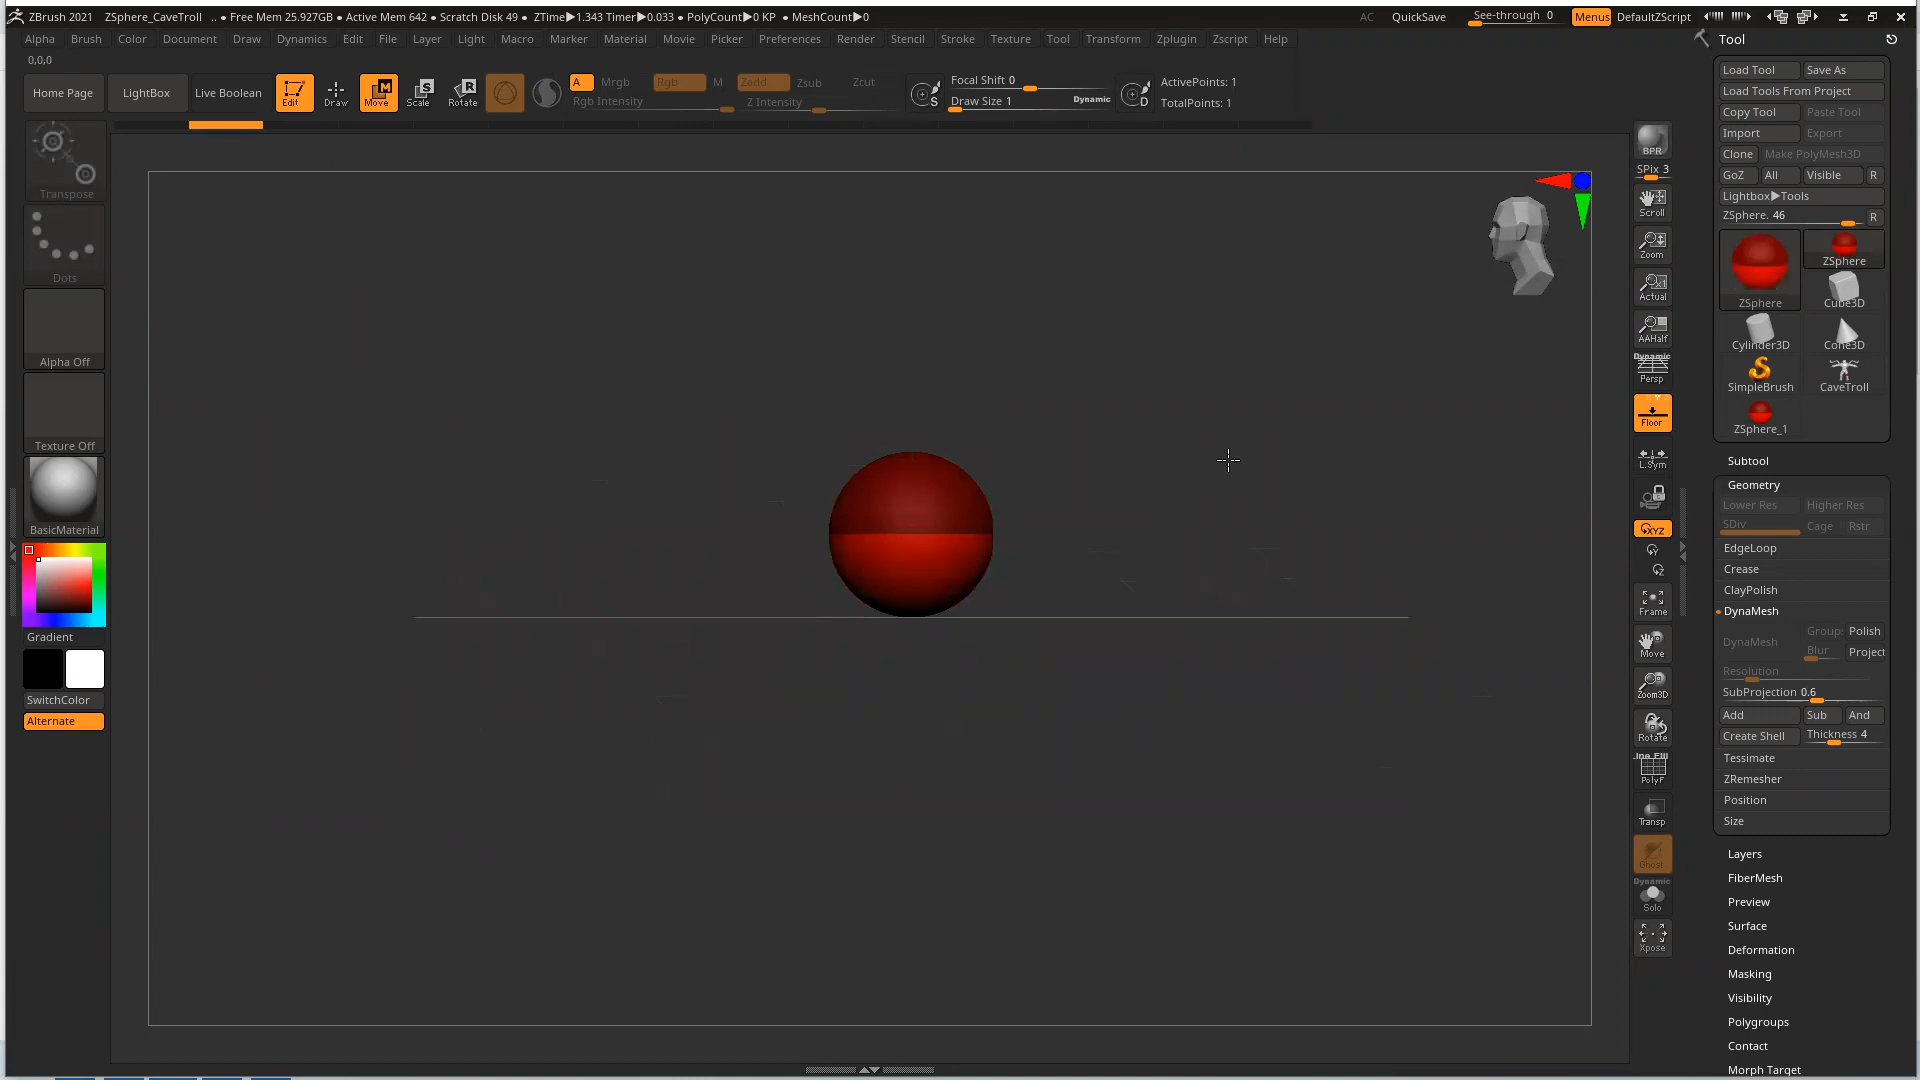 ZBrush 2021 ZSphere_CaveTroll .. ● Free Mem 25.927GB ● Active Mem 642 ● Scratch Disk 49 ● ZTime▶1.343 Timer▶0.033 ● PolyCount▶0 KP ● MeshCount▶0 AC QuickSave See-through 0 Menus DefaultZScript
Alpha Brush Color Document Draw Dynamics Edit File Layer Light Macro Marker Material Movie Picker Preferences Render Stencil Stroke Texture Tool Transform Zplugin Zscript Help
Tool
0,0,0
Home Page LightBox Live Boolean Edit Draw Move Scale Rotate
M R
A Mrgb Rgb M Zadd Zsub Zcut
Rgb Intensity Z Intensity
S Focal Shift 0
Draw Size 1 Dynamic D
ActivePoints: 1
TotalPoints: 1
Transpose
Dots
Alpha Off
Texture Off
BasicMaterial
Gradient
SwitchColor
Alternate
BPR
SPix 3
Scroll
Zoom
Actual
AAHalf
Dynamic
Persp
Floor
L.Sym
XYZ
Frame
Move
Zoom3D
Rotate
Line Fill
PolyF
Transp
Ghost
Dynamic
Solo
Xpose
Load Tool Save As
Load Tools From Project
Copy Tool Paste Tool
Import Export
Clone Make PolyMesh3D
GoZ All Visible R
Lightbox▶Tools
ZSphere. 46 R
ZSphere ZSphere
Cube3D
Cylinder3D Cone3D
SimpleBrush CaveTroll
ZSphere_1
Subtool
Geometry
Lower Res Higher Res
SDiv Cage Rstr
EdgeLoop
Crease
ClayPolish
DynaMesh
DynaMesh Group Polish
Blur Project
Resolution
SubProjection 0.6
Add Sub And
Create Shell Thickness 4
Tessimate
ZRemesher
Position
Size
Layers
FiberMesh
Preview
Surface
Deformation
Masking
Visibility
Polygroups
Contact
Morph Target